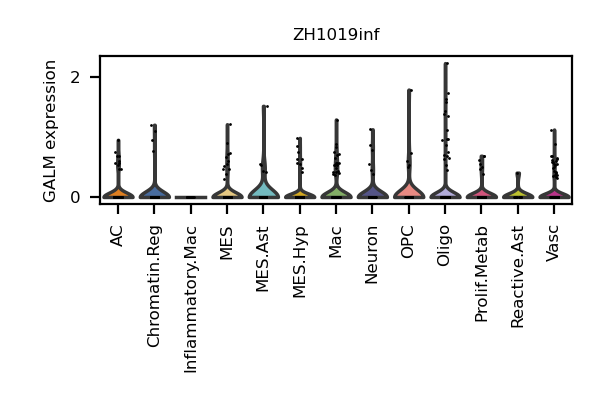 ZH1019inf
GALM expression
2
0
AC
Chromatin.Reg
Inflammatory.Mac
MES
MES.Ast
MES.Hyp
Mac
Neuron
OPC
Oligo
Prolif.Metab
Reactive.Ast
Vasc